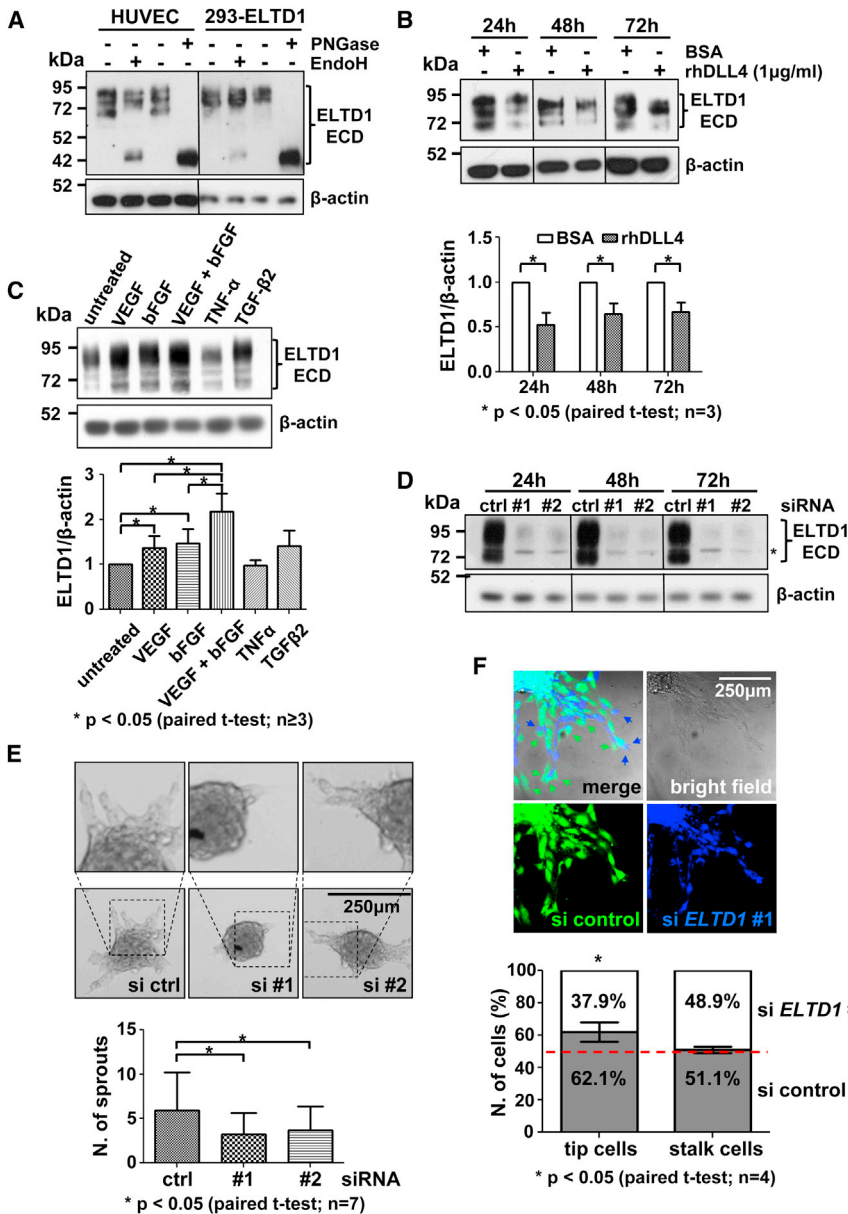 A
HUVEC 293-ELTD1
- - - + - - - + PNGase
- + - - - + - - EndoH
kDa
95
72
52
42
52
ELTD1
ECD
β-actin
B
24h 48h 72h
+ - + - + - BSA
- + - + - + rhDLL4 (1µg/ml)
kDa
95
72
52
ELTD1
ECD
β-actin
BSA rhDLL4
* * *
ELTD1/β-actin
1.5
1.0
0.5
0.0
24h 48h 72h
* p < 0.05 (paired t-test; n=3)
C
untreated
VEGF
bFGF
VEGF + bFGF
TNF-α
TGF-β2
kDa
95
72
52
ELTD1
ECD
β-actin
*
*
* *
*
ELTD1/β-actin
3
2
1
0
untreated
VEGF
bFGF
VEGF + bFGF
TNFα
TGFβ2
* p < 0.05 (paired t-test; n≥3)
D
24h 48h 72h
kDa ctrl #1 #2 ctrl #1 #2 ctrl #1 #2 siRNA
95
72
52
ELTD1
ECD
*
β-actin
E
250µm
si ctrl si #1 si #2
N. of sprouts
15
10
5
0
*
*
ctrl #1 #2 siRNA
* p < 0.05 (paired t-test; n=7)
F
250µm
merge bright field
si control si ELTD1 #1
*
N. of cells (%)
100
80
60
40
20
0
37.9% 48.9% si ELTD1
62.1% 51.1% si control
tip cells stalk cells
* p < 0.05 (paired t-test; n=4)